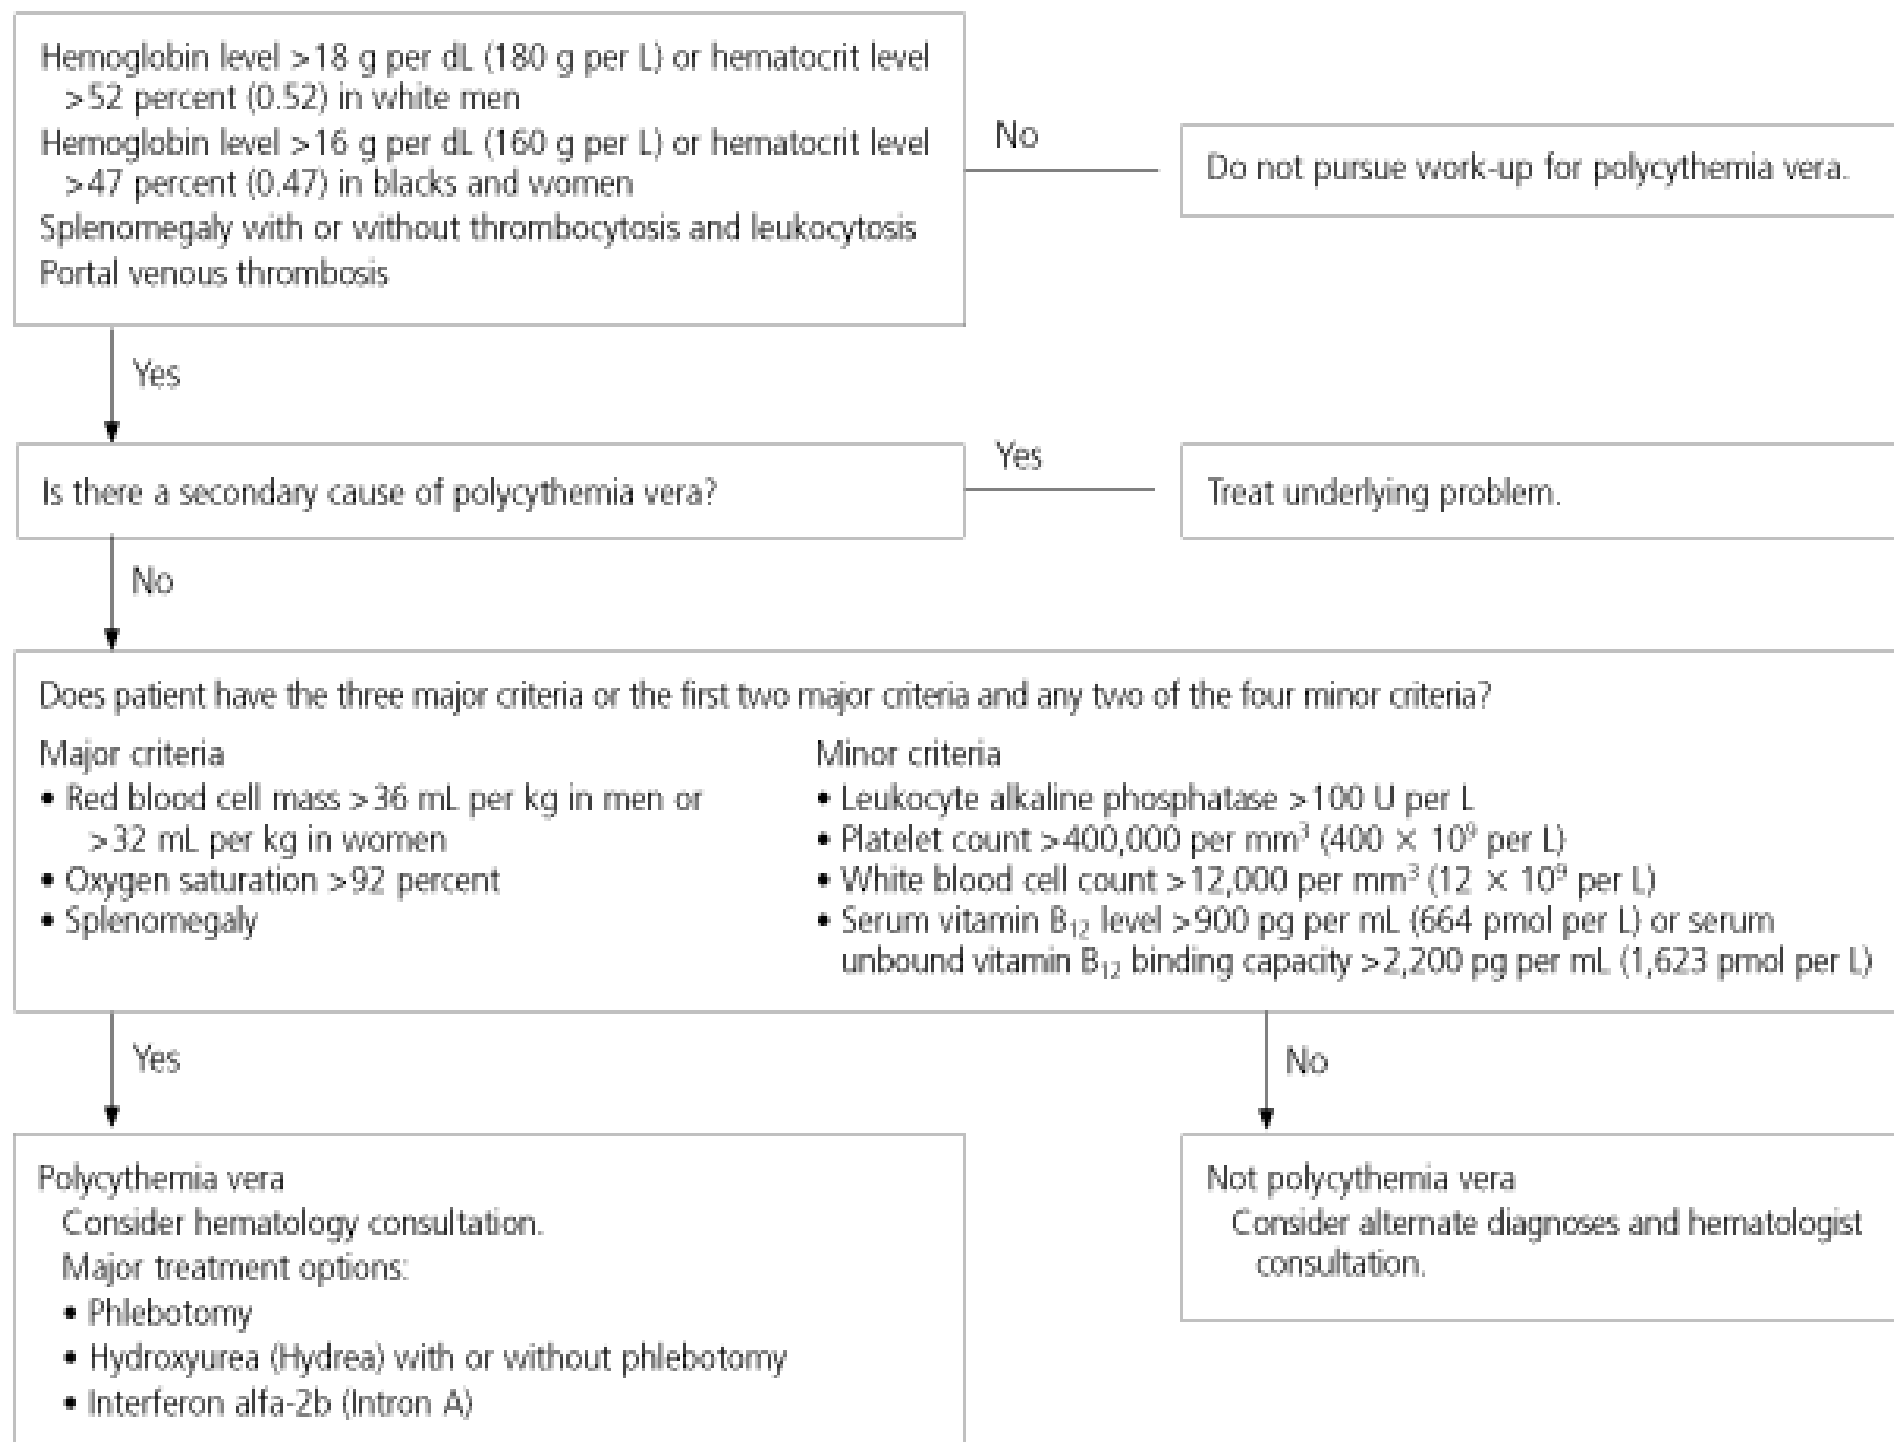 Hemoglobin level >18 g per dL (180 g per L) or hematocrit level
>52 percent (0.52) in white men
Hemoglobin level >16 g per dL (160 g per L) or hematocrit level
>47 percent (0.47) in blacks and women
Splenomegaly with or without thrombocytosis and leukocytosis
Portal venous thrombosis
No
Do not pursue work-up for polycythemia vera.
Yes
Is there a secondary cause of polycythemia vera?
Yes
Treat underlying problem.
No
Does patient have the three major criteria or the first two major criteria and any two of the four minor criteria?
Major criteria
• Red blood cell mass >36 mL per kg in men or
>32 mL per kg in women
• Oxygen saturation >92 percent
• Splenomegaly
Minor criteria
• Leukocyte alkaline phosphatase >100 U per L
• Platelet count >400,000 per mm³ (400 × 10⁹ per L)
• White blood cell count >12,000 per mm³ (12 × 10⁹ per L)
• Serum vitamin B₁₂ level >900 pg per mL (664 pmol per L) or serum
unbound vitamin B₁₂ binding capacity >2,200 pg per mL (1,623 pmol per L)
Yes
No
Polycythemia vera
Consider hematology consultation.
Major treatment options:
• Phlebotomy
• Hydroxyurea (Hydrea) with or without phlebotomy
• Interferon alfa-2b (Intron A)
Not polycythemia vera
Consider alternate diagnoses and hematologist
consultation.